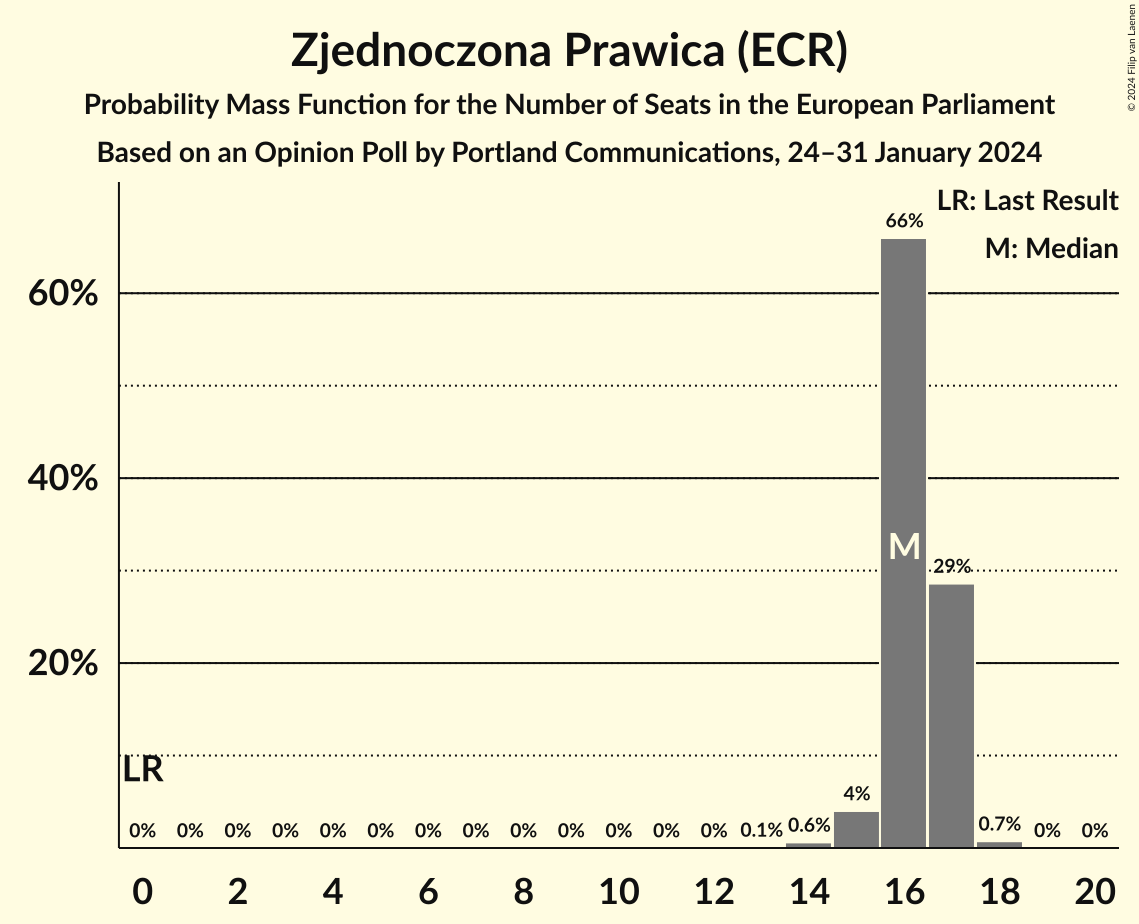 Zjednoczona Prawica (ECR)
Probability Mass Function for the Number of Seats in the European Parliament
Based on an Opinion Poll by Portland Communications, 24–31 January 2024
© 2024 Filip van Laenen
LR: Last Result
M: Median
66%
60%
40%
M
29%
20%
LR
4%
0% 0% 0% 0% 0% 0% 0% 0% 0% 0% 0% 0% 0% 0.1% 0.6% 0.7% 0% 0%
0 2 4 6 8 10 12 14 16 18 20